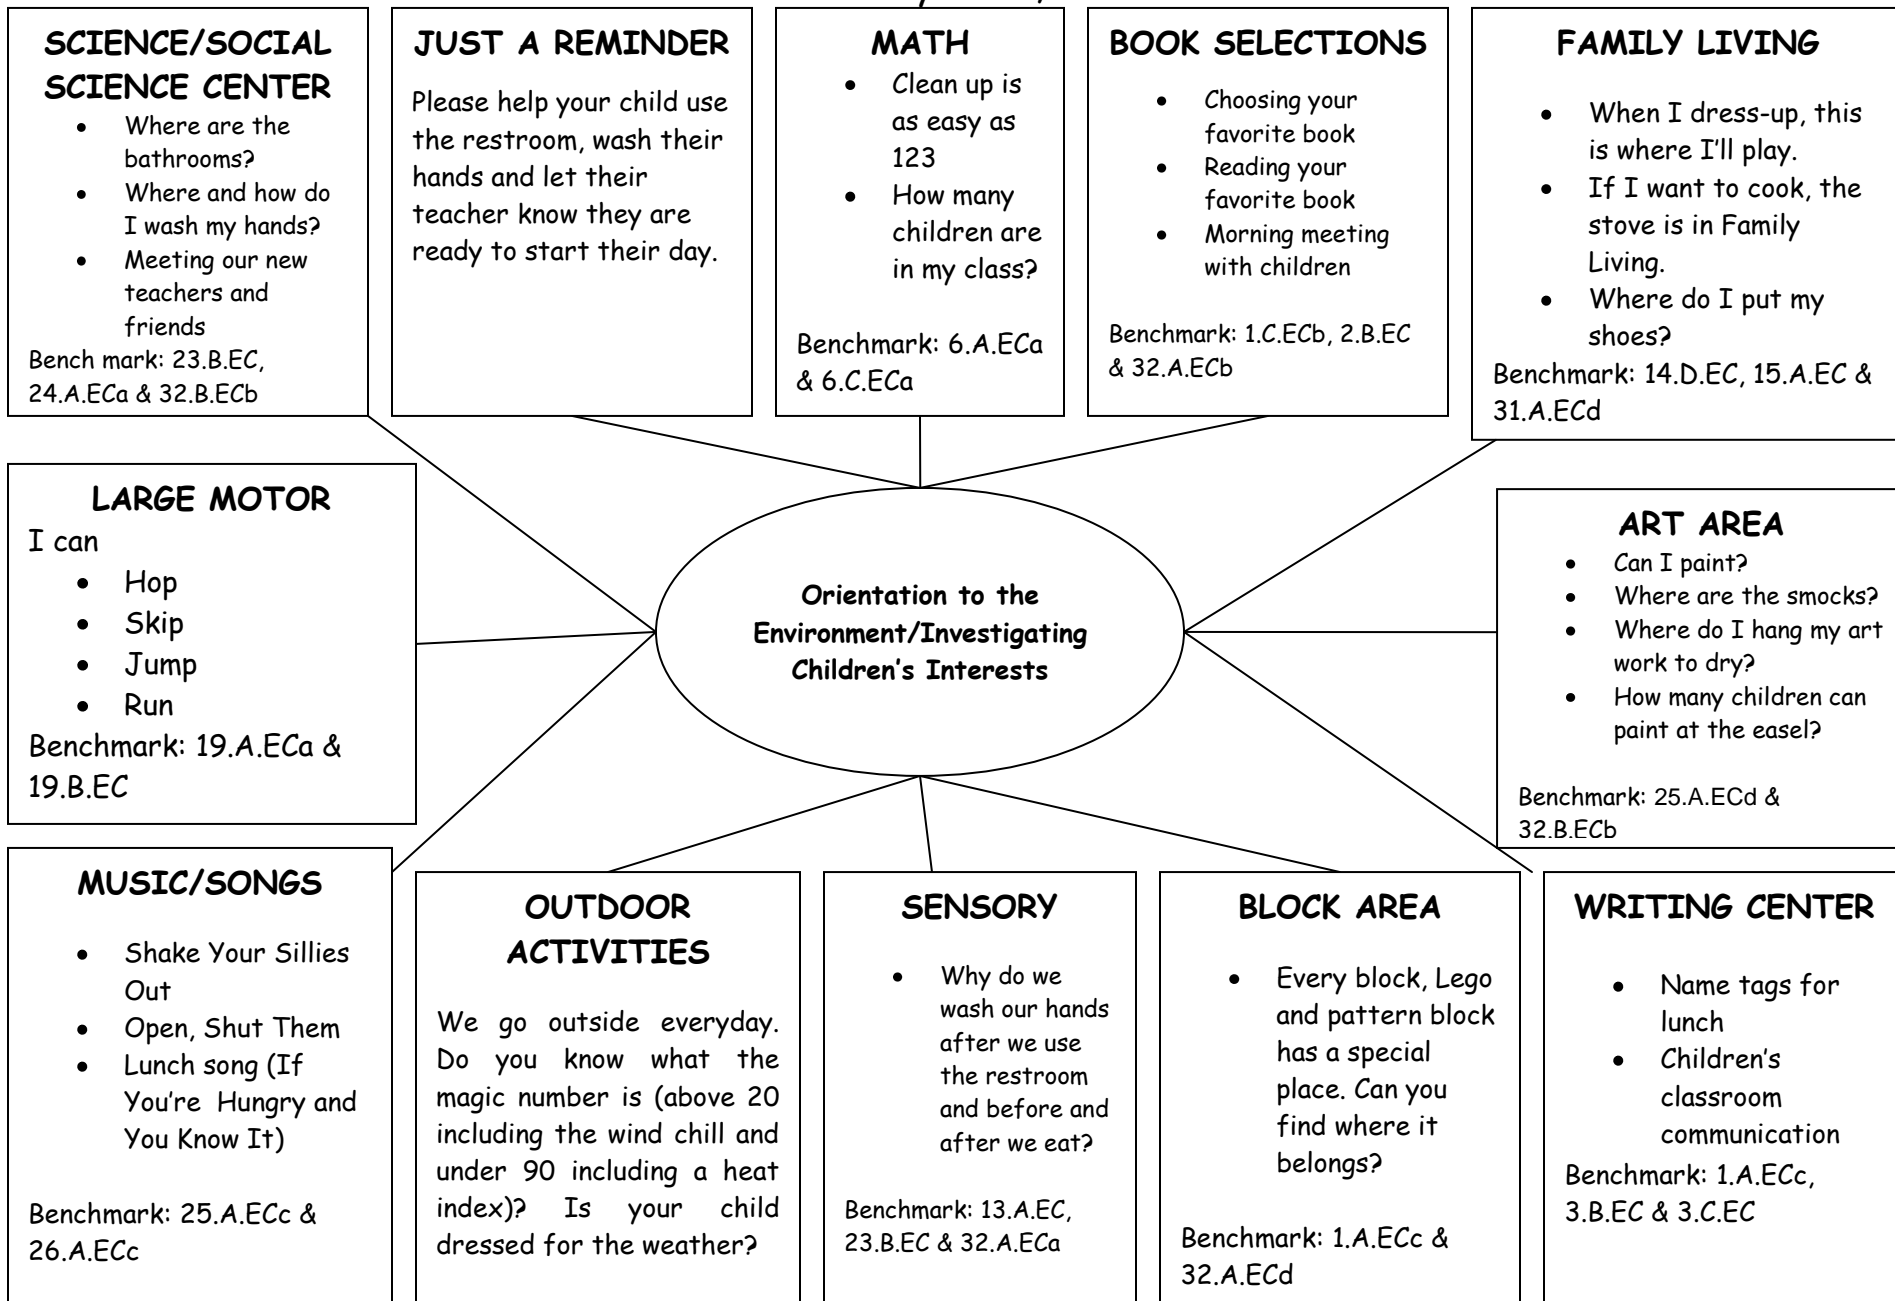 SCIENCE/SOCIAL
SCIENCE CENTER
• Where are the
bathrooms?
• Where and how do
I wash my hands?
• Meeting our new
teachers and
friends
Bench mark: 23.B.EC,
24.A.ECa & 32.B.ECb
JUST A REMINDER
Please help your child use
the restroom, wash their
hands and let their
teacher know they are
ready to start their day.
MATH
• Clean up is
as easy as
123
• How many
children are
in my class?
Benchmark: 6.A.ECa
& 6.C.ECa
BOOK SELECTIONS
• Choosing your
favorite book
• Reading your
favorite book
• Morning meeting
with children
Benchmark: 1.C.ECb, 2.B.EC
& 32.A.ECb
FAMILY LIVING
• When I dress-up, this
is where I'll play.
• If I want to cook, the
stove is in Family
Living.
• Where do I put my
shoes?
Benchmark: 14.D.EC, 15.A.EC &
31.A.ECd
LARGE MOTOR
I can
• Hop
• Skip
• Jump
• Run
Benchmark: 19.A.ECa &
19.B.EC
Orientation to the
Environment/Investigating
Children's Interests
ART AREA
• Can I paint?
• Where are the smocks?
• Where do I hang my art
work to dry?
• How many children can
paint at the easel?
Benchmark: 25.A.ECd &
32.B.ECb
MUSIC/SONGS
• Shake Your Sillies
Out
• Open, Shut Them
• Lunch song (If
You're Hungry and
You Know It)
Benchmark: 25.A.ECc &
26.A.ECc
OUTDOOR
ACTIVITIES
We go outside everyday.
Do you know what the
magic number is (above 20
including the wind chill and
under 90 including a heat
index)? Is your child
dressed for the weather?
SENSORY
• Why do we
wash our hands
after we use
the restroom
and before and
after we eat?
Benchmark: 13.A.EC,
23.B.EC & 32.A.ECa
BLOCK AREA
• Every block, Lego
and pattern block
has a special
place. Can you
find where it
belongs?
Benchmark: 1.A.ECc &
32.A.ECd
WRITING CENTER
• Name tags for
lunch
• Children's
classroom
communication
Benchmark: 1.A.ECc,
3.B.EC & 3.C.EC